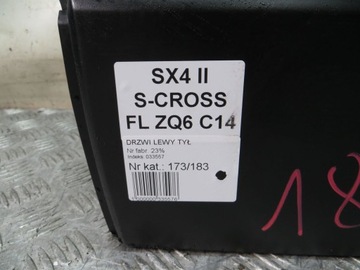 SX4 II
S-CROSS
FL ZQ6 C14
DRZWI LEWY TYŁ
Nr fabr. 23%
Indeks: 033557
Nr kat.: 173/183
18